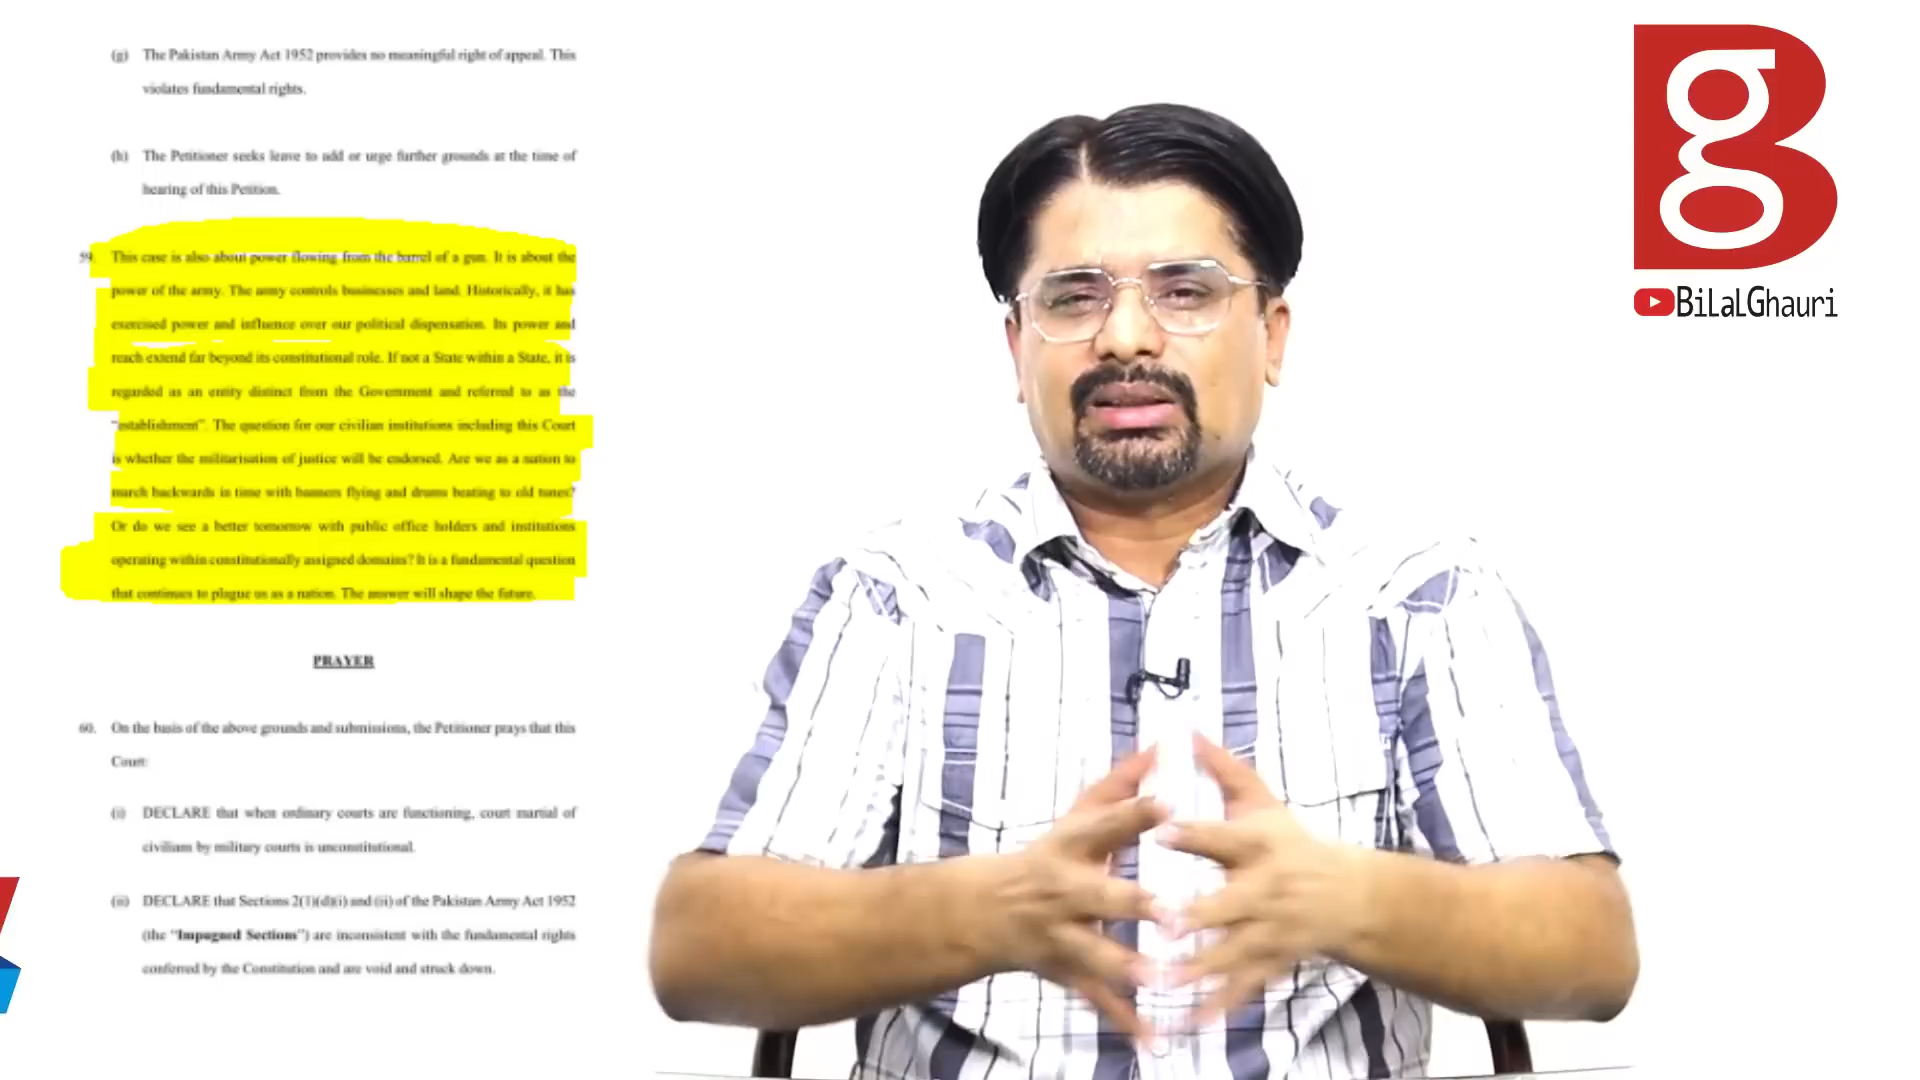 (g) The Pakistan Army Act 1952 provides no meaningful right of appeal. This
violates fundamental rights.
(h) The Petitioner seeks leave to add or urge further grounds at the time of
hearing of this Petition.
59. This case is also about power flowing from the barrel of a gun. It is about the
power of the army. The army controls businesses and land. Historically, it has
exercised power and influence over our political dispensation. Its power and
reach extend far beyond its constitutional role. If not a State within a State, it is
regarded as an entity distinct from the Government and referred to as the
"establishment". The question for our civilian institutions including this Court
is whether the militarisation of justice will be endorsed. Are we as a nation to
march backwards in time with banners flying and drums beating to old tunes?
Or do we see a better tomorrow with public office holders and institutions
operating within constitutionally assigned domains? It is a fundamental question
that continues to plague us as a nation. The answer will shape the future.
PRAYER
60. On the basis of the above grounds and submissions, the Petitioner prays that this
Court:
(i) DECLARE that when ordinary courts are functioning, court martial of
civilians by military courts is unconstitutional.
(ii) DECLARE that Sections 2(1)(d)(i) and (ii) of the Pakistan Army Act 1952
(the "Impugned Sections") are inconsistent with the fundamental rights
conferred by the Constitution and are void and struck down.
Bg
BiLaLGhauri